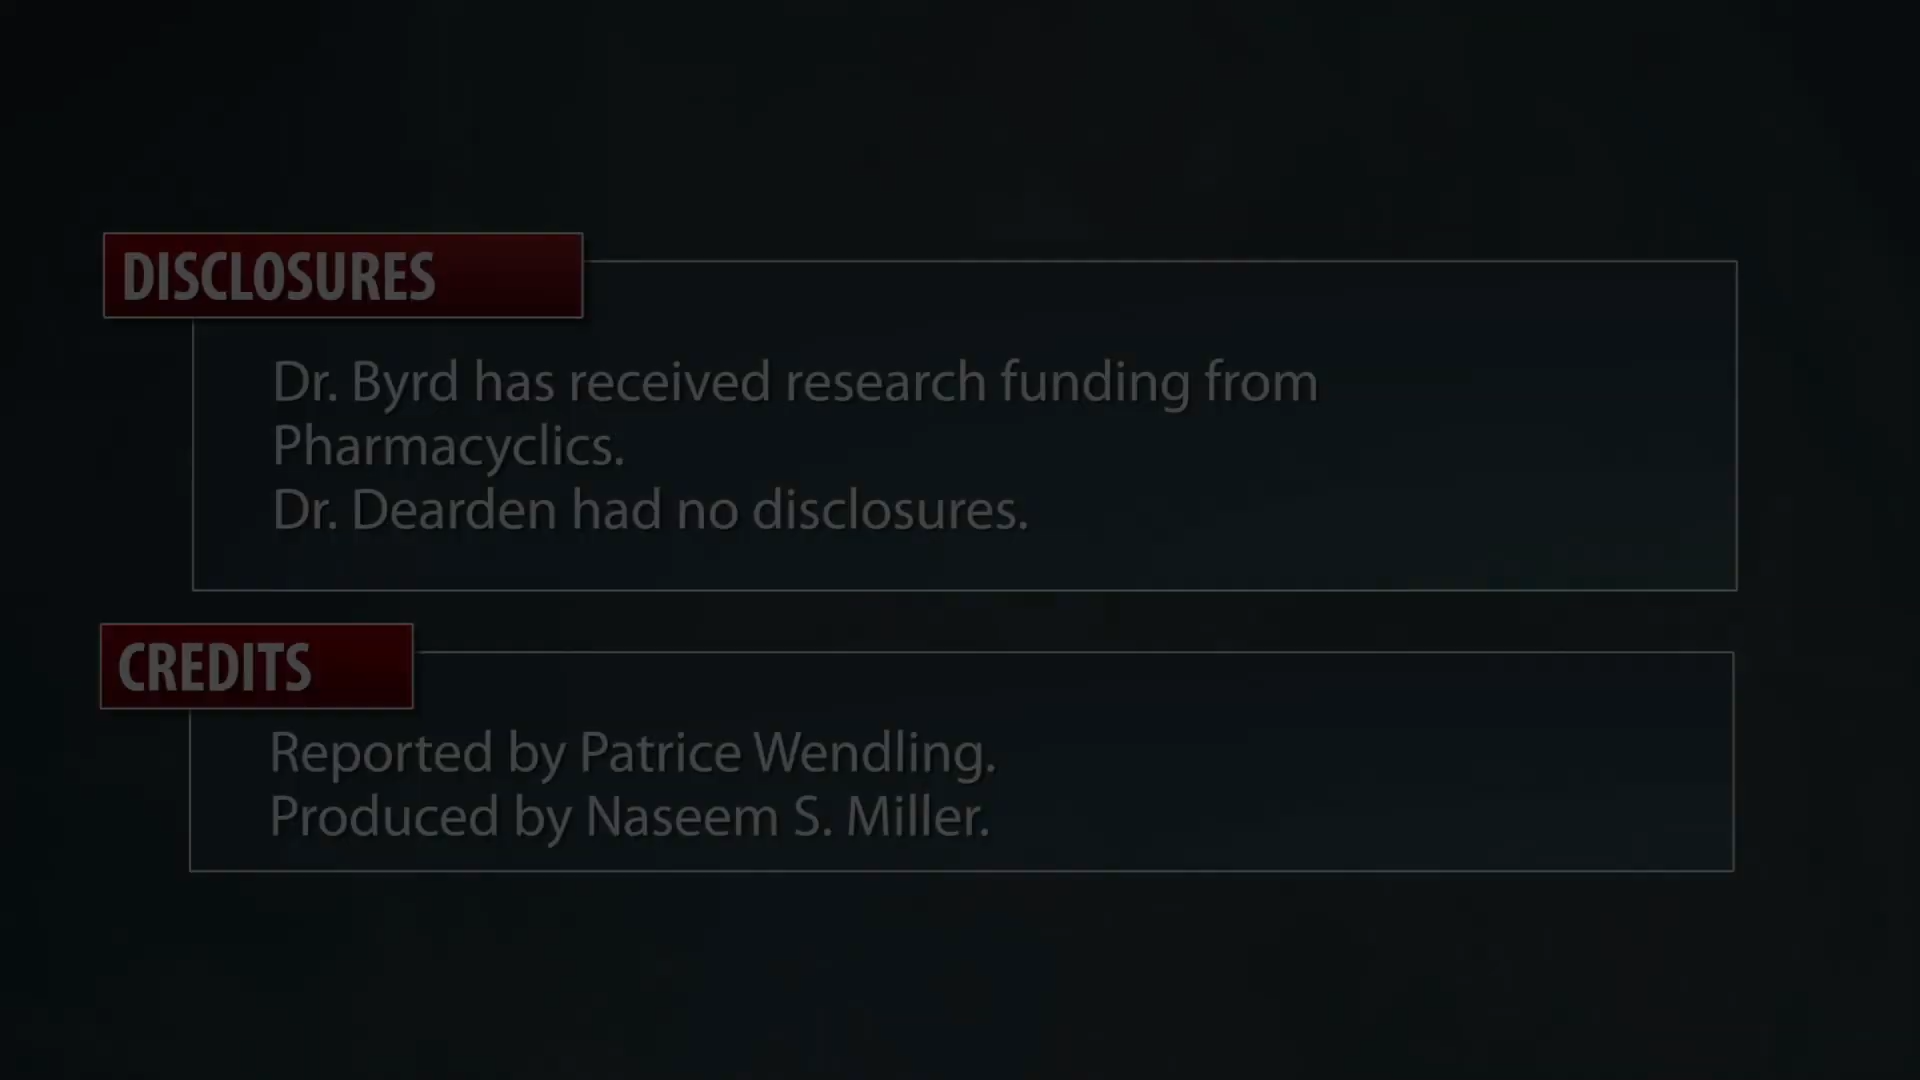 DISCLOSURES
Dr. Byrd has received research funding from
Pharmacyclics.
Dr. Dearden had no disclosures.
CREDITS
Reported by Patrice Wendling.
Produced by Naseem S. Miller.